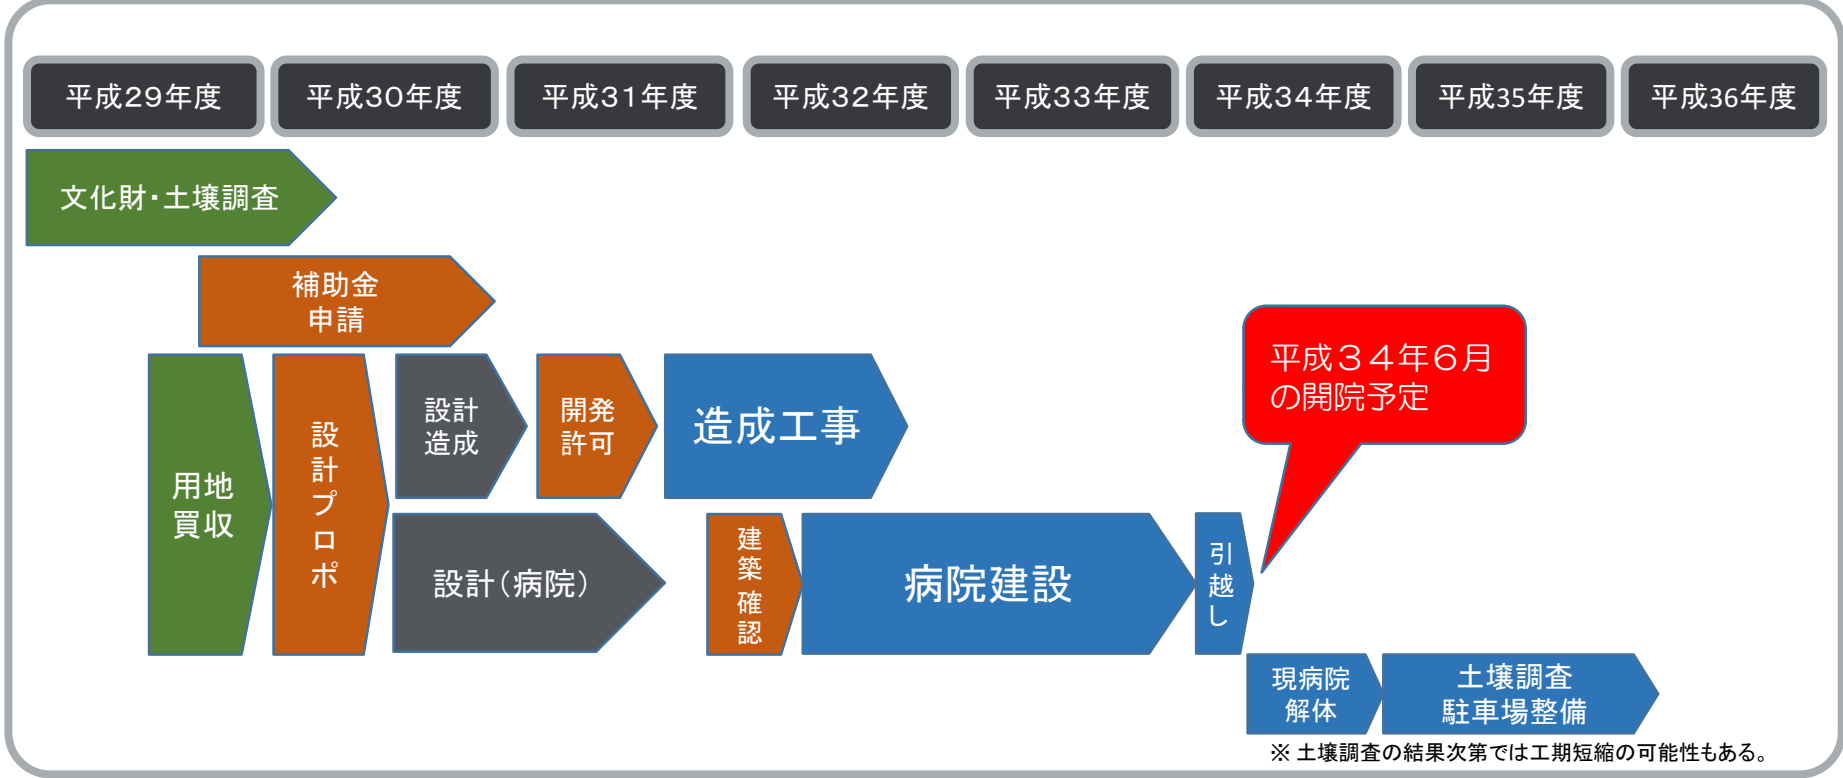 平成29年度
平成30年度
平成31年度
平成32年度
平成33年度
平成34年度
平成35年度
平成36年度
文化財・土壌調査
補助金
申請
用地
買収
設計プロポ
設計
造成
開発
許可
造成工事
平成３４年６月
の開院予定
設計（病院）
建築確認
病院建設
引越し
現病院
解体
土壌調査
駐車場整備
※ 土壌調査の結果次第では工期短縮の可能性もある。